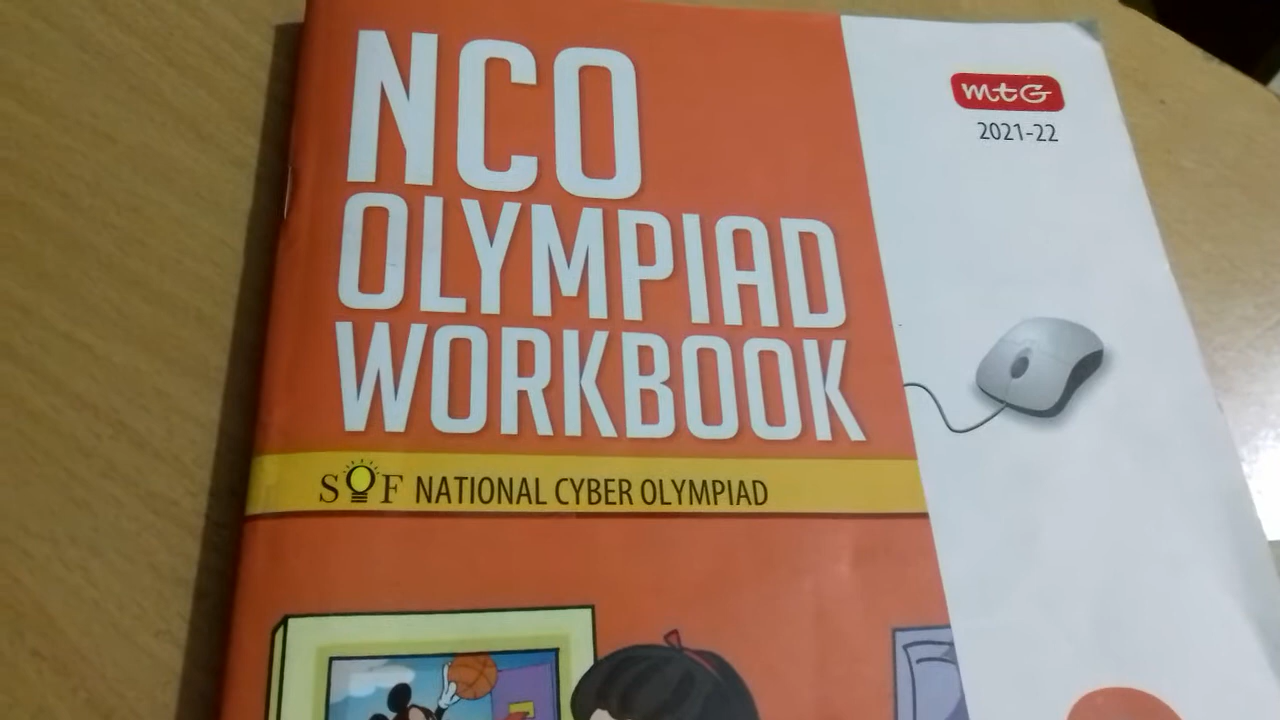 NCO
OLYMPIAD
WORKBOOK
SOF NATIONAL CYBER OLYMPIAD
mtG
2021-22